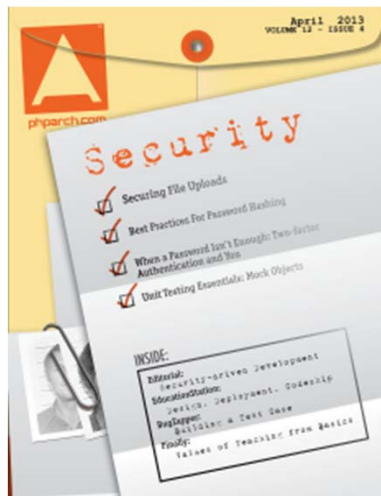 April 2013
VOLUME 12 - ISSUE 4
phparch.com
Security
Securing File Uploads
Best Practices For Password Hashing
When a Password Isn't Enough: Two-factor
Authentication and You
Unit Testing Essentials: Mock Objects
INSIDE:
Editorial:
Security-driven Development
EducationStation:
Design, Deployment, Codeship
BugZapper:
Building a Test Case
Finally:
Values of Teaching from Basics